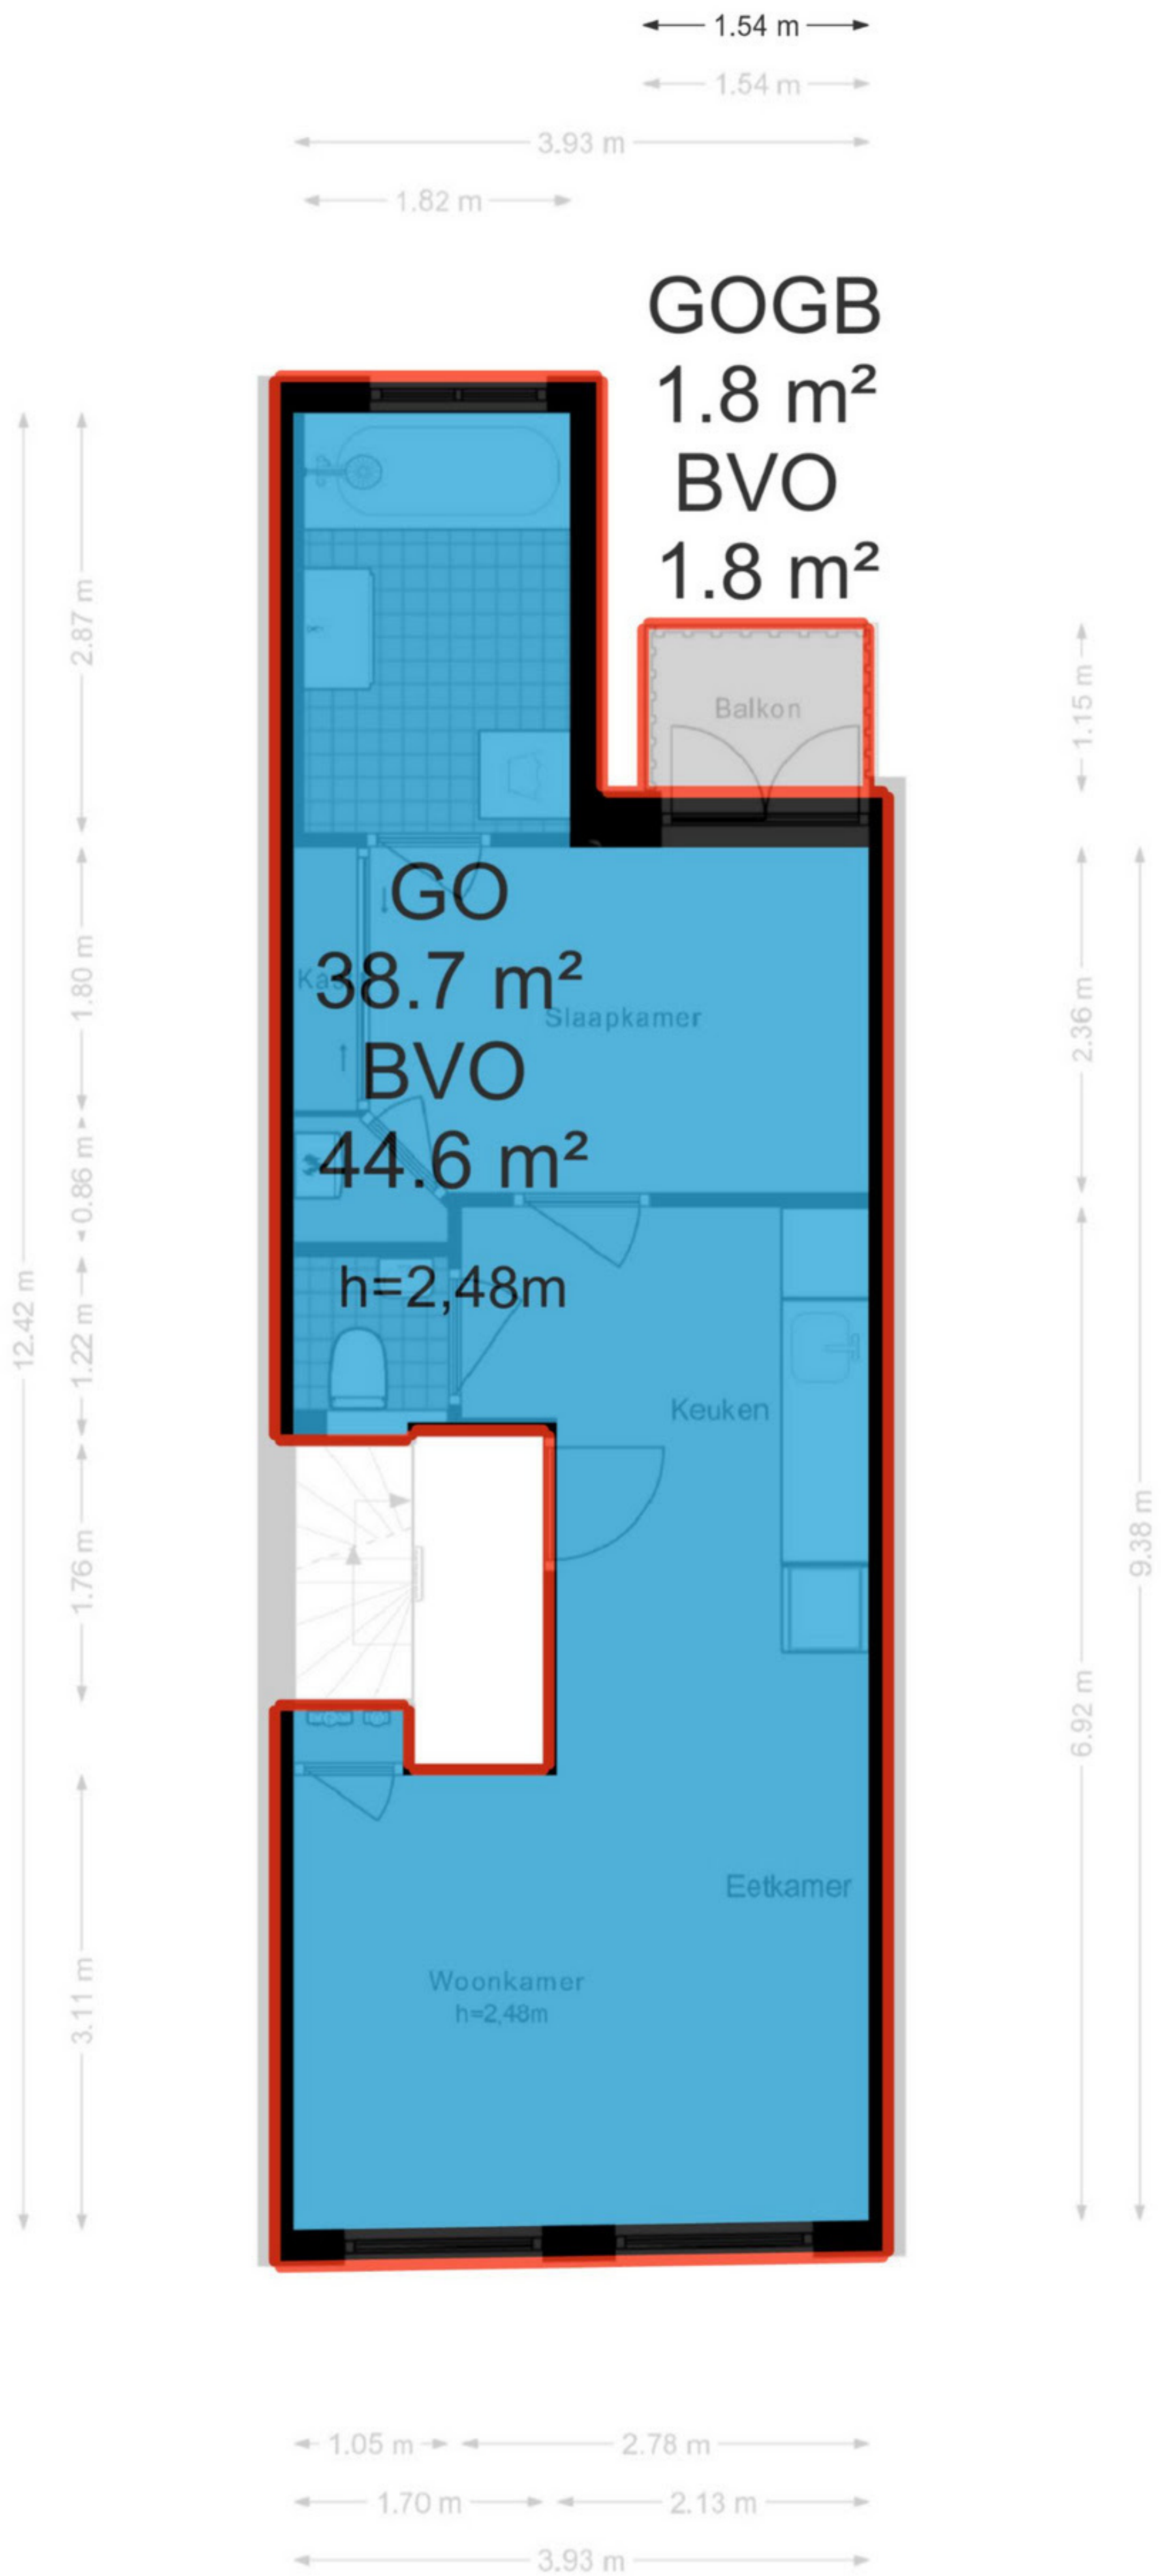 1.54 m
1.54 m
3.93 m
1.82 m
GOGB
1.8 m²
BVO
1.8 m²
2.87 m
1.15 m
Balkon
GO
38.7 m²
BVO
44.6 m²
Slaapkamer
1.80 m
2.36 m
0.86 m
h=2,48m
1.22 m
12.42 m
Keuken
1.76 m
9.38 m
6.92 m
Eetkamer
Woonkamer
h=2,48m
3.11 m
1.05 m
2.78 m
1.70 m
2.13 m
3.93 m